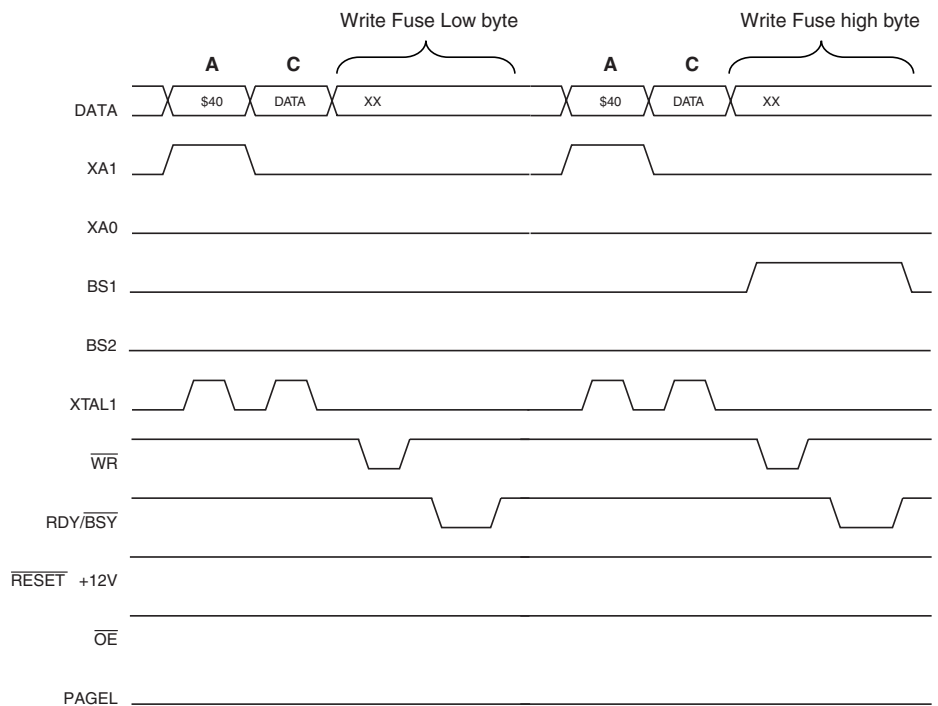 Write Fuse Low byte Write Fuse high byte
A C A C
DATA $40 DATA XX $40 DATA XX
XA1
XA0
BS1
BS2
XTAL1
WR
RDY/BSY
RESET +12V
OE
PAGEL